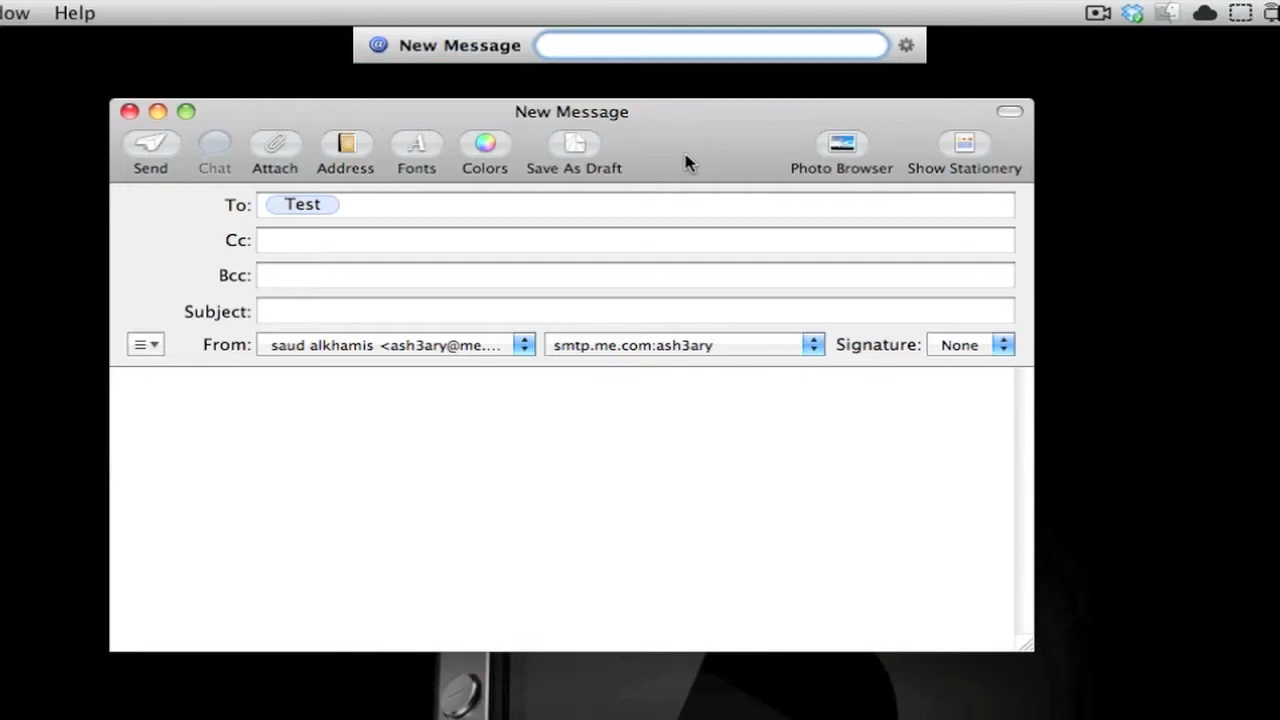 Help
New Message
New Message
Send Chat Attach Address Fonts Colors Save As Draft Photo Browser Show Stationery
To: Test
Cc:
Bcc:
Subject:
From: saud alkhamis <ash3ary@me.... smtp.me.com:ash3ary Signature: None